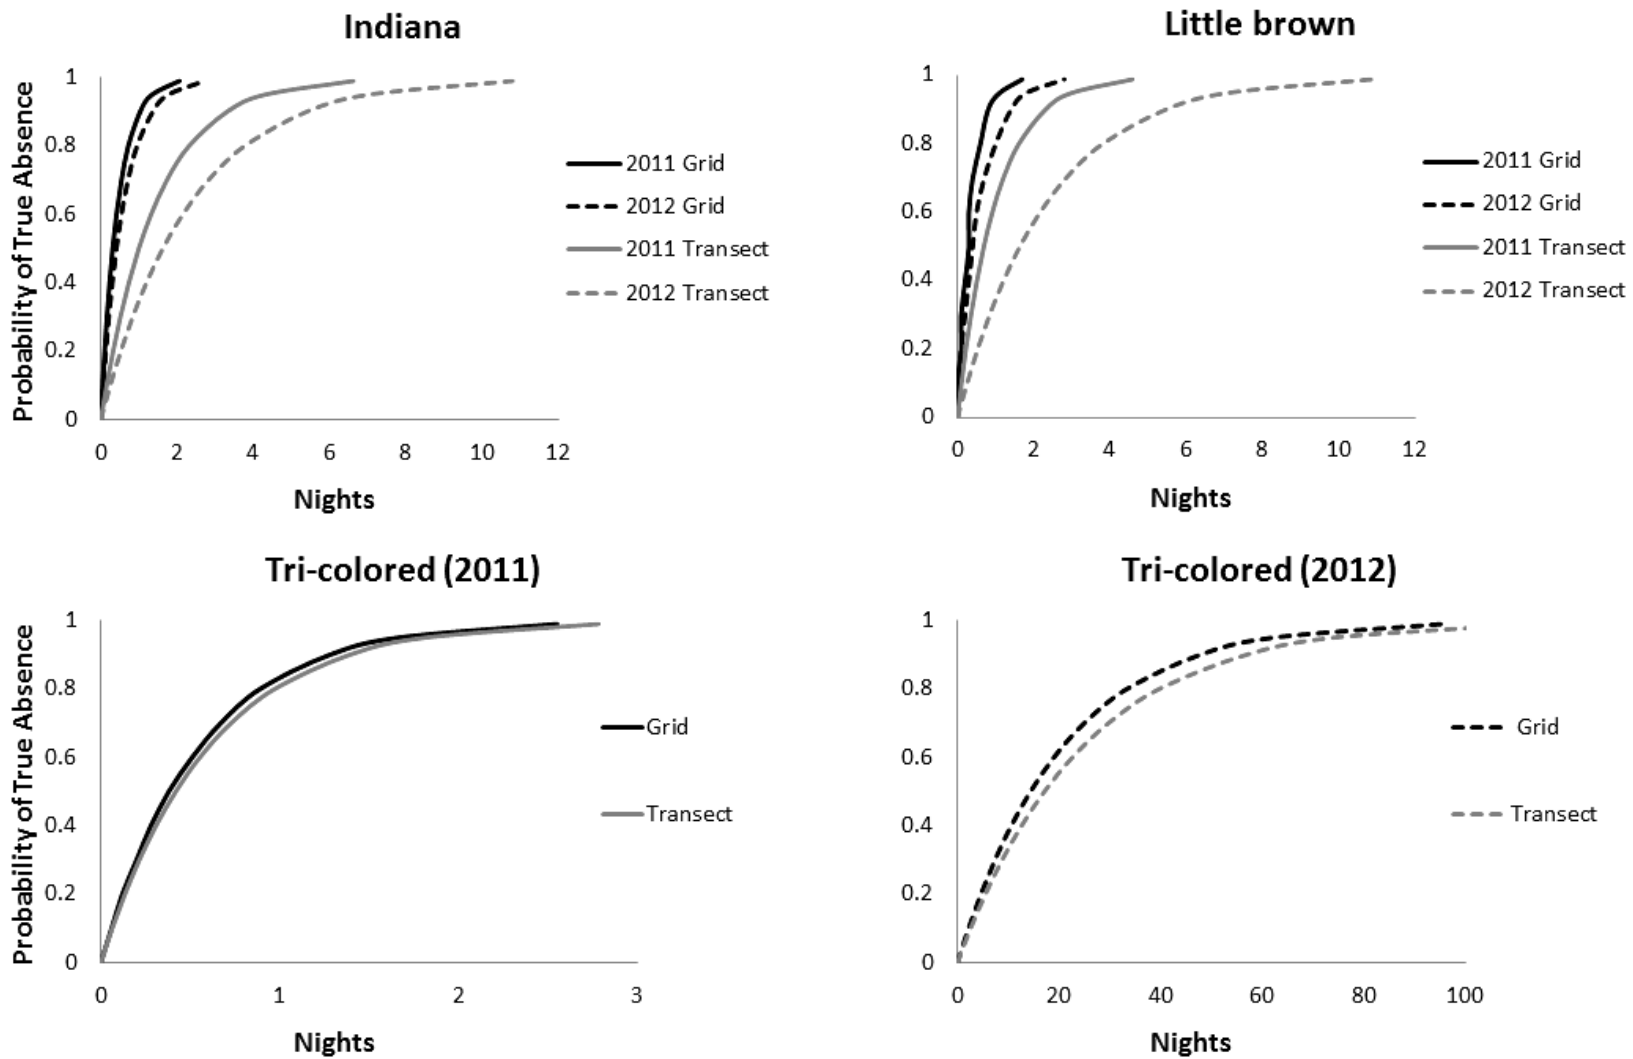 Indiana
Probability of True Absence
1
0.8
0.6
0.4
0.2
0
0 2 4 6 8 10 12
Nights
2011 Grid
2012 Grid
2011 Transect
2012 Transect
Little brown
1
0.8
0.6
0.4
0.2
0
0 2 4 6 8 10 12
Nights
2011 Grid
2012 Grid
2011 Transect
2012 Transect
Tri-colored (2011)
Probability of True Absence
1
0.8
0.6
0.4
0.2
0
0 1 2 3
Nights
Grid
Transect
Tri-colored (2012)
1
0.8
0.6
0.4
0.2
0
0 20 40 60 80 100
Nights
Grid
Transect